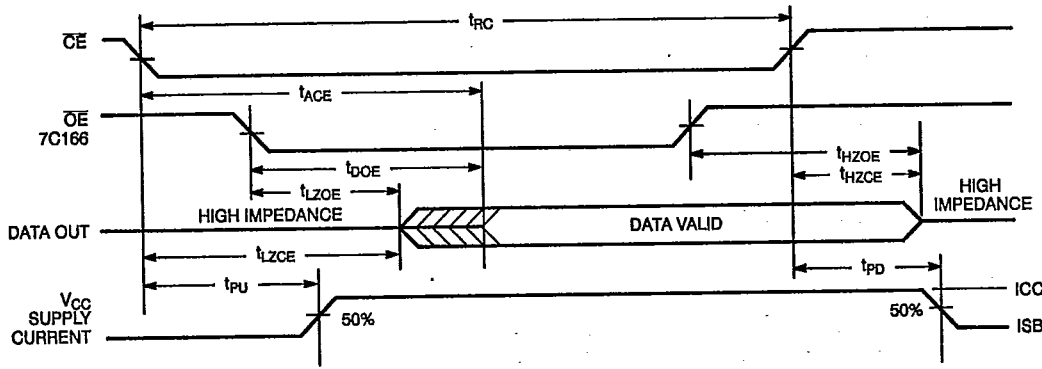 tRC
CE
tACE
OE
7C166
tHZOE
tDOE
tHZCE
tLZOE
HIGH IMPEDANCE
HIGH
IMPEDANCE
DATA OUT
DATA VALID
tLZCE
tPU
tPD
VCC
SUPPLY
CURRENT
50%
50%
ICC
ISB